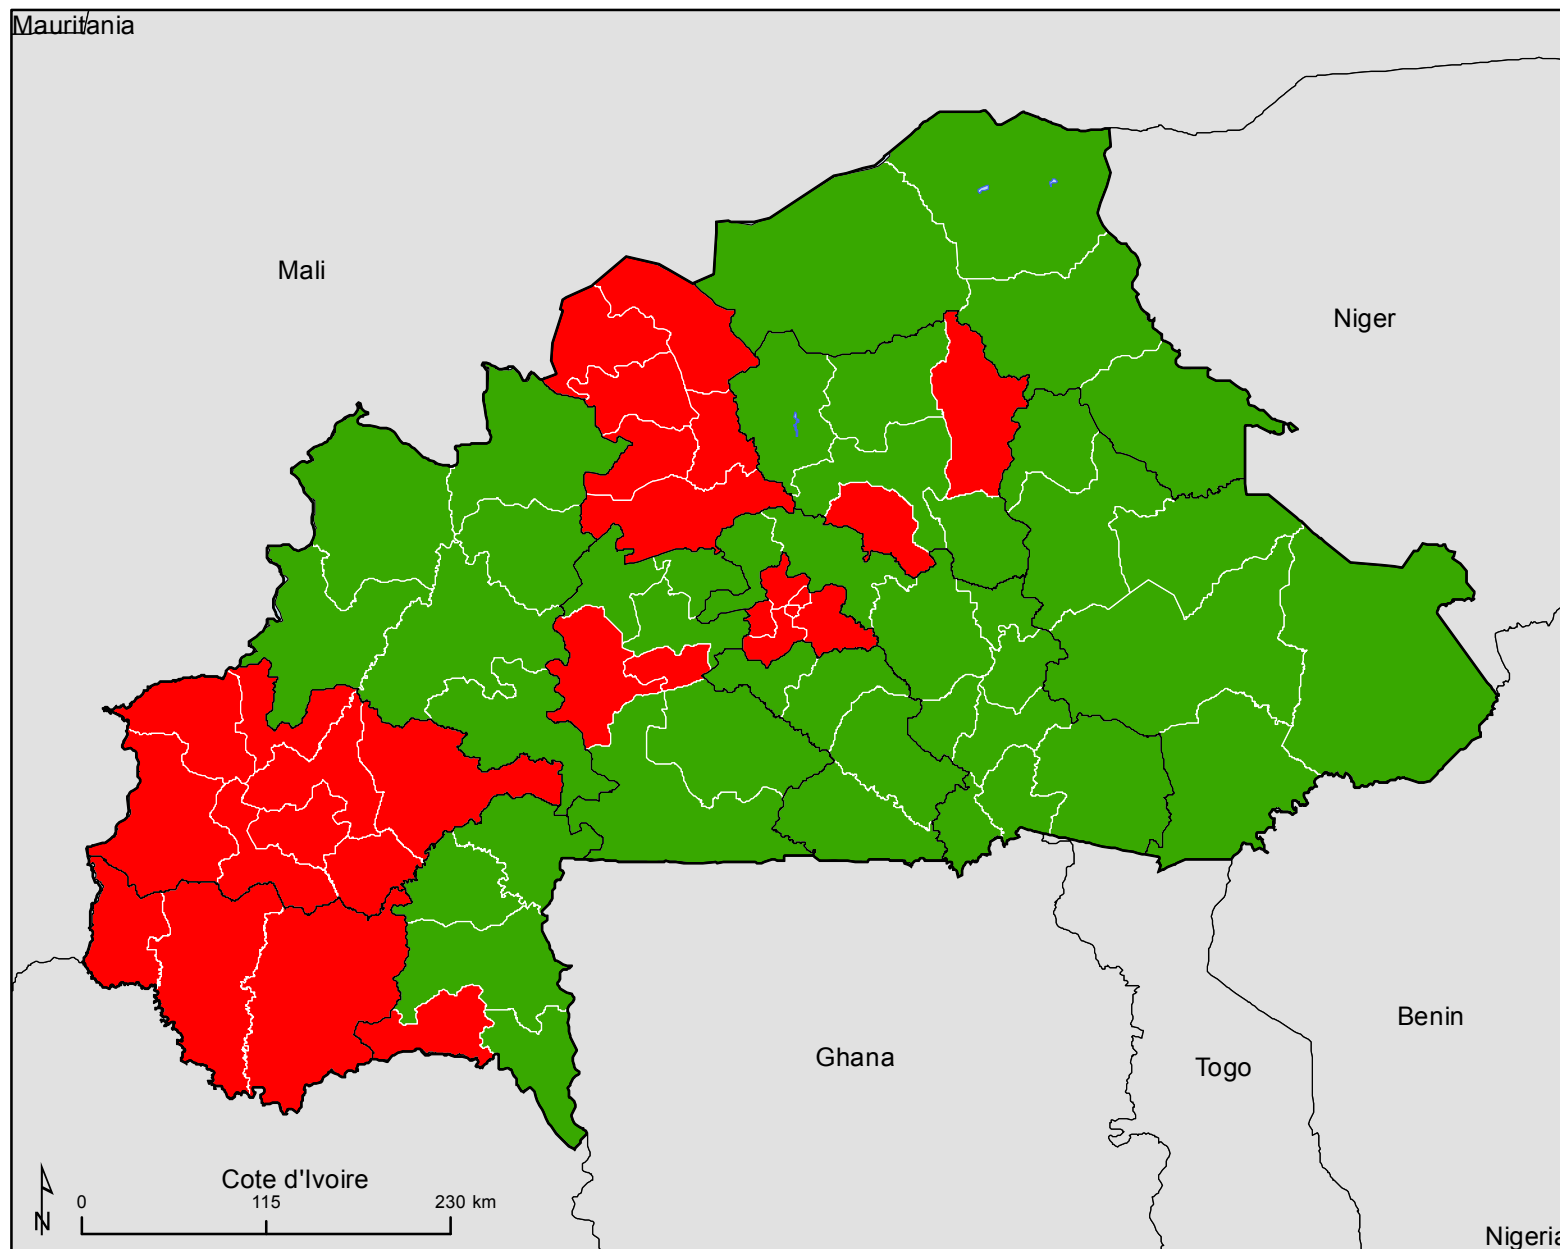 Mauritania
Mali
Niger
Benin
Ghana
Togo
Cote d'Ivoire
0 115 230 km
N
Nigeria